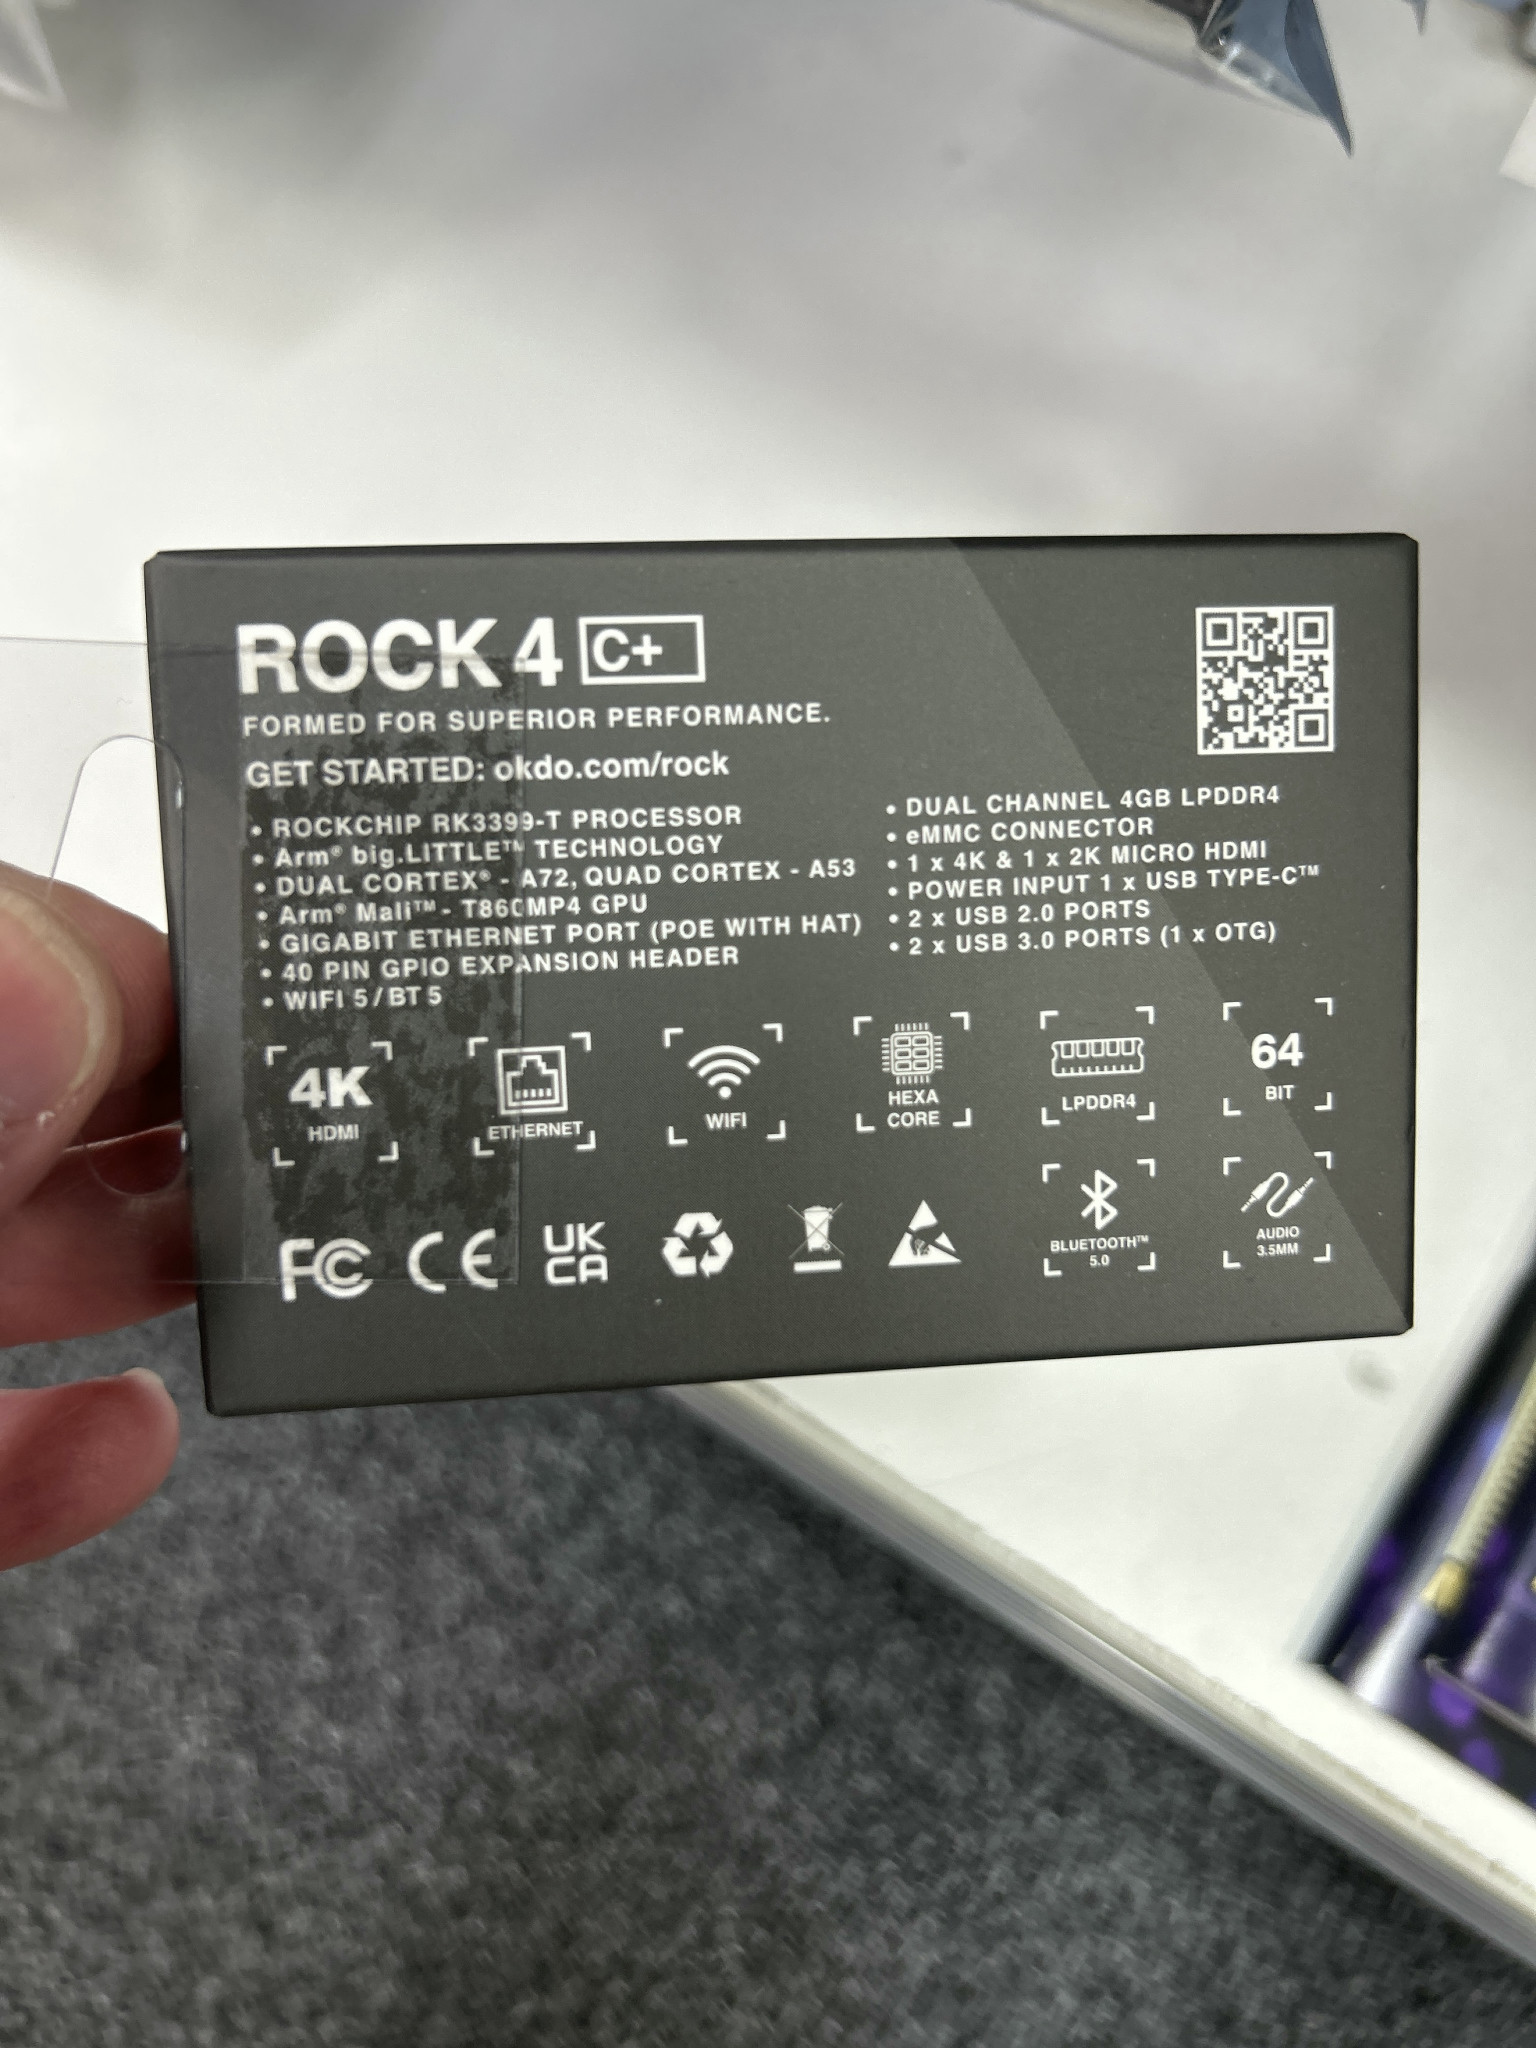 ROCK 4 C+
FORMED FOR SUPERIOR PERFORMANCE.
GET STARTED: okdo.com/rock
• ROCKCHIP RK3399-T PROCESSOR
• Arm® big.LITTLE™ TECHNOLOGY
• DUAL CORTEX® - A72, QUAD CORTEX - A53
• Arm® Mali™ - T860MP4 GPU
• GIGABIT ETHERNET PORT (POE WITH HAT)
• 40 PIN GPIO EXPANSION HEADER
• WIFI 5/BT 5
• DUAL CHANNEL 4GB LPDDR4
• eMMC CONNECTOR
• 1 x 4K & 1 x 2K MICRO HDMI
• POWER INPUT 1 x USB TYPE-C™
• 2 x USB 2.0 PORTS
• 2 x USB 3.0 PORTS (1 x OTG)
4K
HDMI
ETHERNET
WIFI
HEXA
CORE
LPDDR4
64
BIT
FC CE UK
CA
BLUETOOTH™
5.0
AUDIO
3.5MM